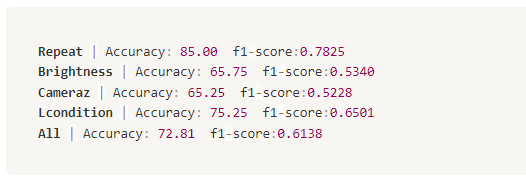 Repeat | Accuracy: 85.00 f1-score:0.7825
Brightness | Accuracy: 65.75 f1-score:0.5340
Cameraz | Accuracy: 65.25 f1-score:0.5228
Lcondition | Accuracy: 75.25 f1-score:0.6501
All | Accuracy: 72.81 f1-score:0.6138